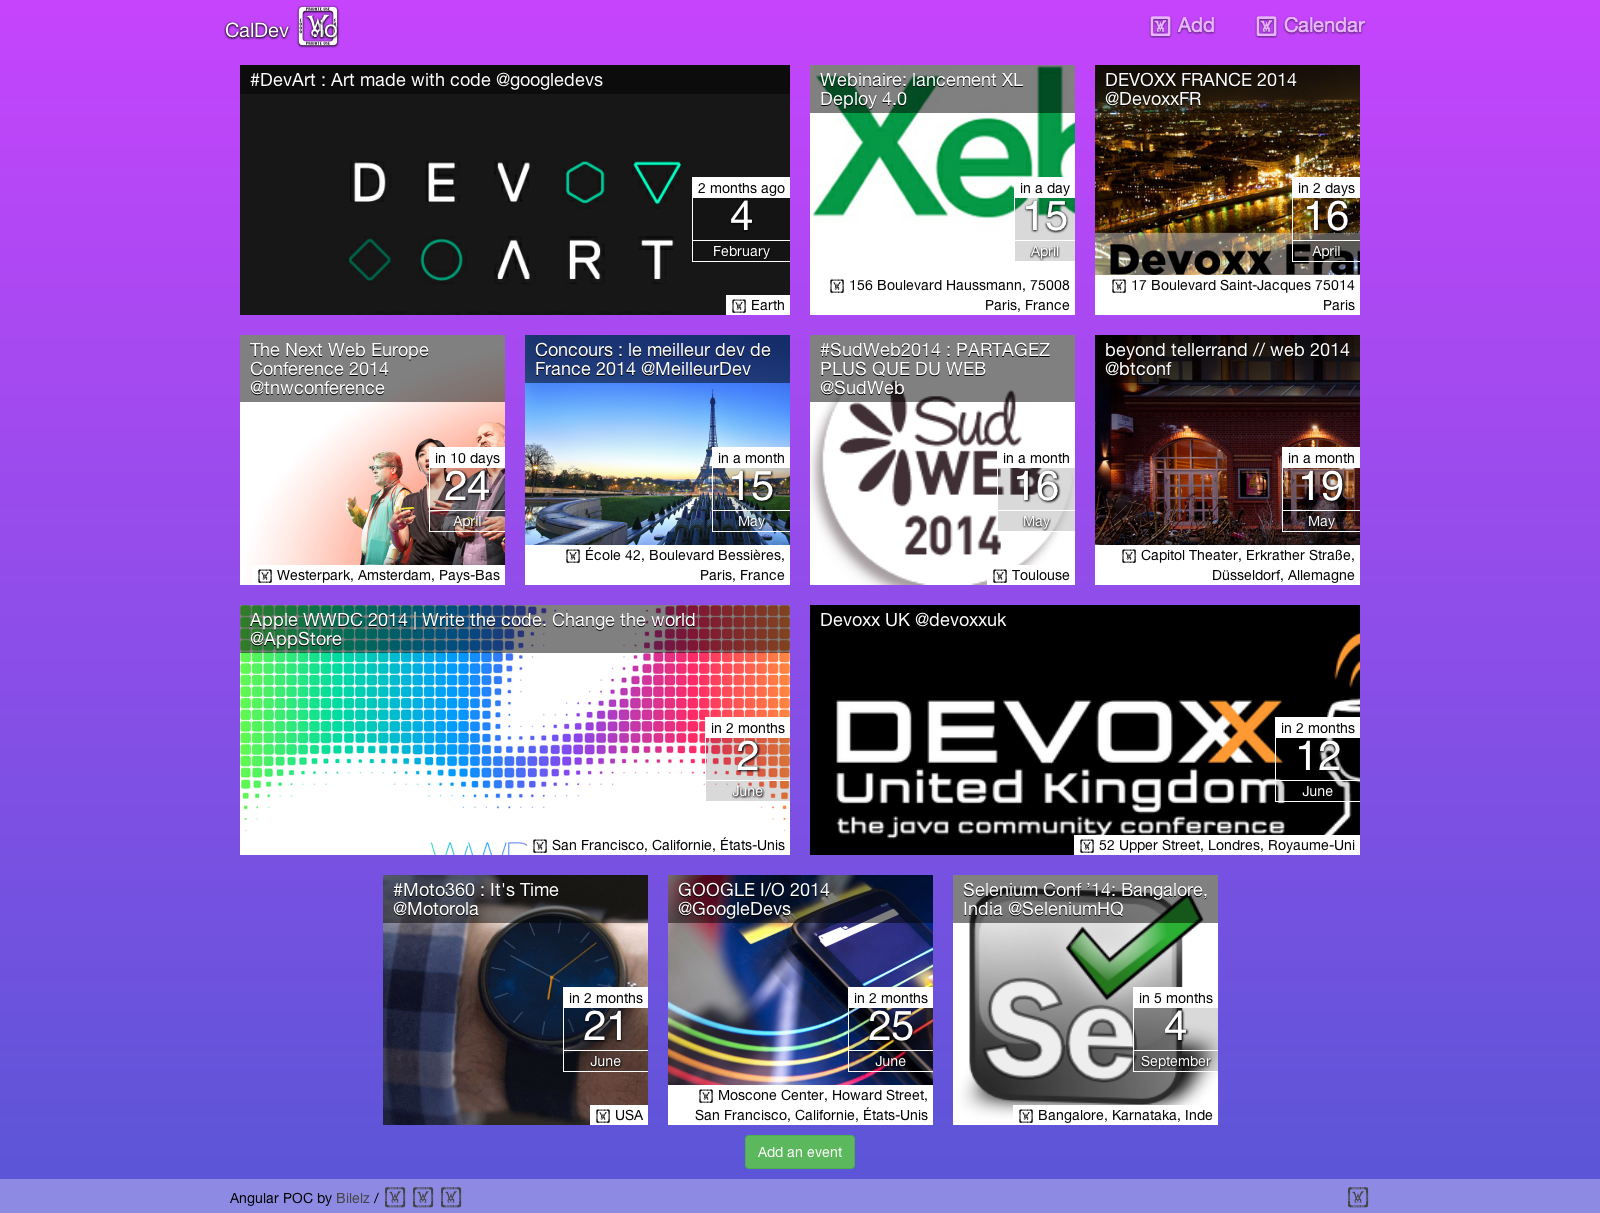 CalDev
Add
Calendar
#DevArt : Art made with code @googledevs
DEV
ART
2 months ago
4
February
Earth
Webinaire: lancement XL
Deploy 4.0
Xeb
in a day
15
April
156 Boulevard Haussmann, 75008
Paris, France
DEVOXX FRANCE 2014
@DevoxxFR
in 2 days
16
April
Devoxx Fra
17 Boulevard Saint-Jacques 75014
Paris
The Next Web Europe
Conference 2014
@tnwconference
in 10 days
24
April
Westerpark, Amsterdam, Pays-Bas
Concours : le meilleur dev de
France 2014 @MeilleurDev
in a month
15
May
École 42, Boulevard Bessières,
Paris, France
#SudWeb2014 : PARTAGEZ
PLUS QUE DU WEB
@SudWeb
Sud
WEB
2014
in a month
16
May
Toulouse
beyond tellerrand // web 2014
@btconf
in a month
19
May
Capitol Theater, Erkrather Straße,
Düsseldorf, Allemagne
Apple WWDC 2014 | Write the code. Change the world
@AppStore
in 2 months
2
June
San Francisco, Californie, États-Unis
Devoxx UK @devoxxuk
DEVOXX
United Kingdom
the java community conference
in 2 months
12
June
52 Upper Street, Londres, Royaume-Uni
#Moto360 : It's Time
@Motorola
in 2 months
21
June
USA
GOOGLE I/O 2014
@GoogleDevs
in 2 months
25
June
Moscone Center, Howard Street,
San Francisco, Californie, États-Unis
Selenium Conf ’14: Bangalore,
India @SeleniumHQ
Se
in 5 months
4
September
Bangalore, Karnataka, Inde
Add an event
Angular POC by Bilelz /